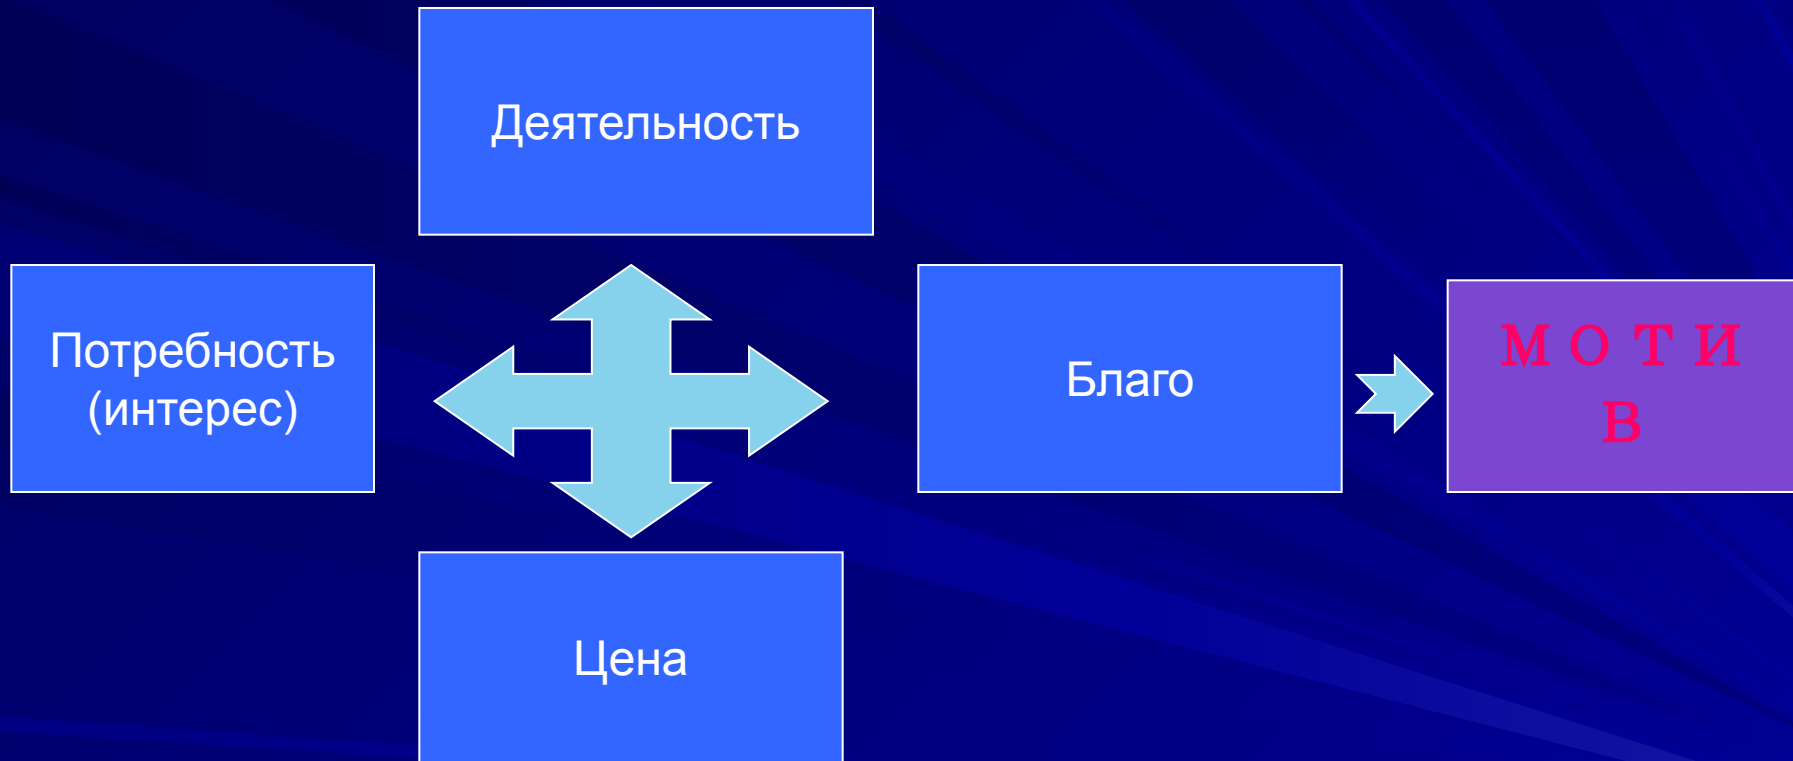 Деятельность
Потребность
(интерес)
Благо
М О Т И
В
Цена